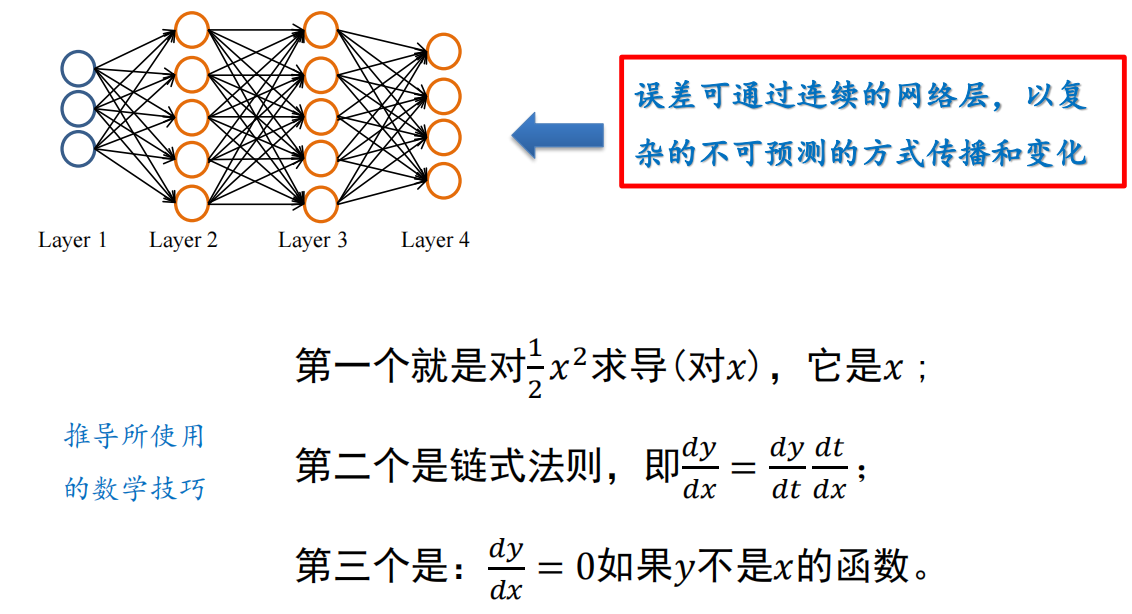 误差可通过连续的网络层，以复
杂的不可预测的方式传播和变化
Layer 1 Layer 2 Layer 3 Layer 4
第一个就是对\frac{1}{2}x^2求导(对x)，它是x；
推导所使用
的数学技巧
第二个是链式法则，即\frac{dy}{dx} = \frac{dy}{dt}\frac{dt}{dx}；
第三个是：\frac{dy}{dx} = 0如果y不是x的函数。